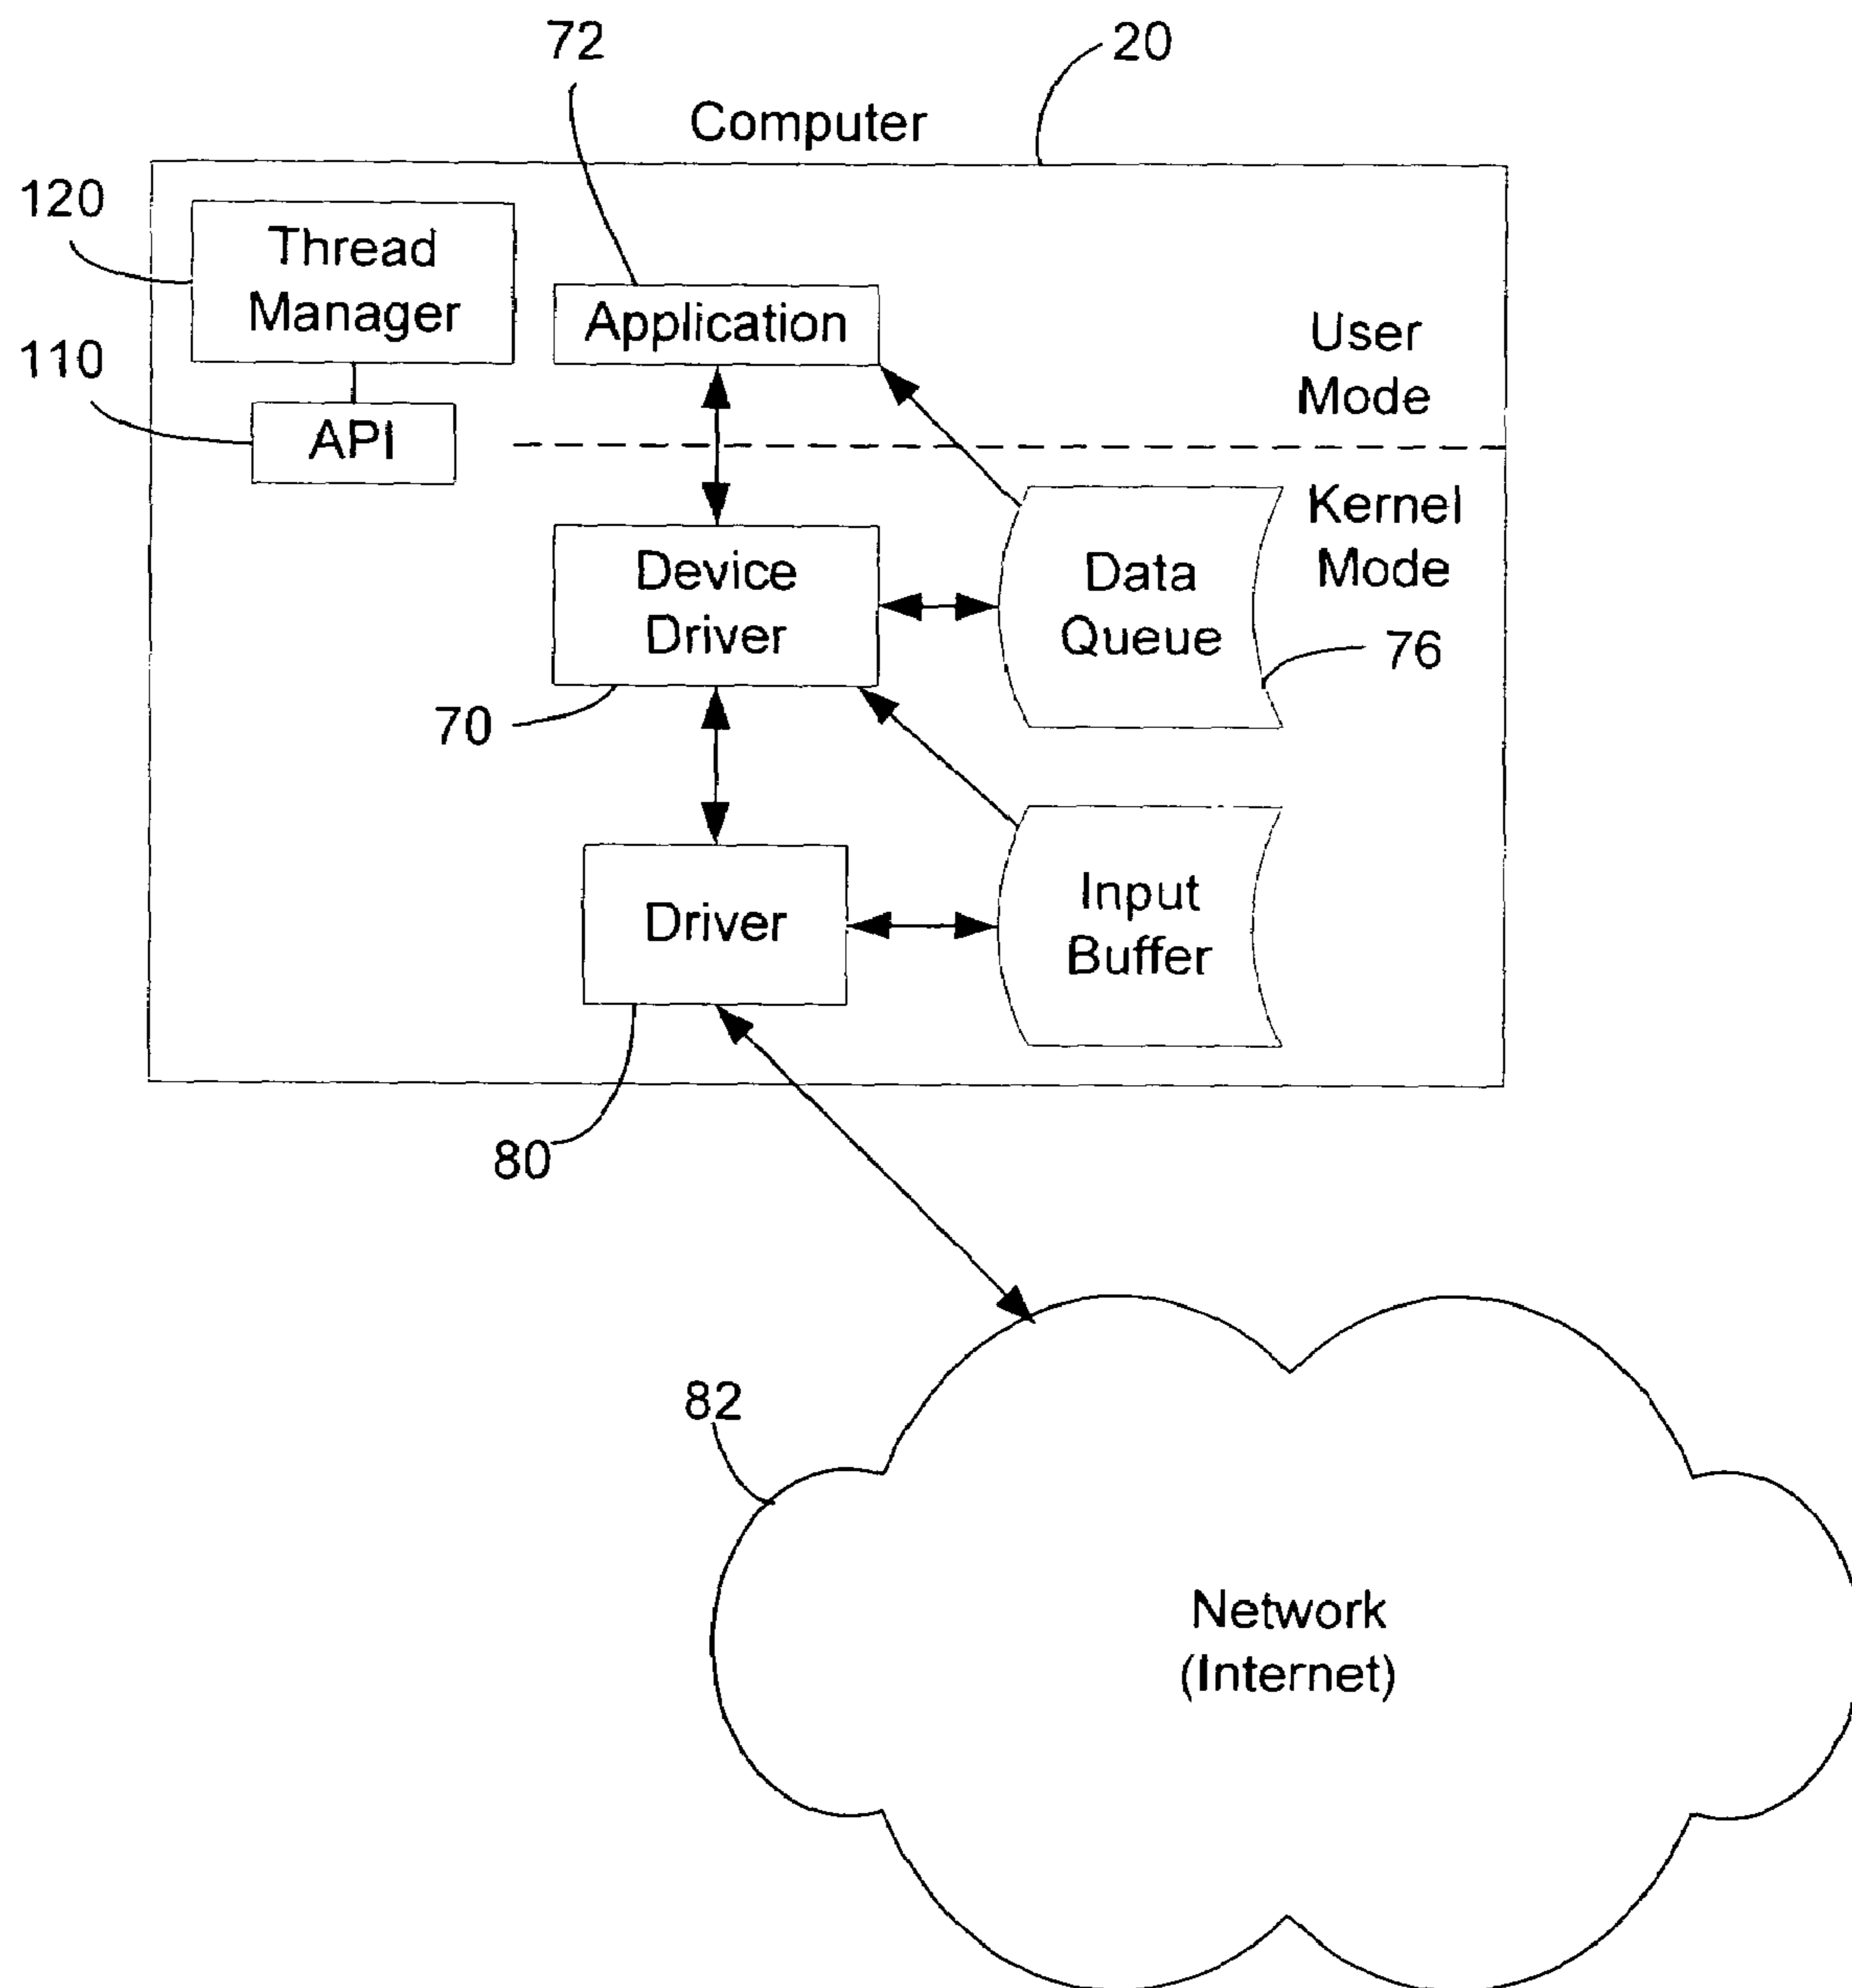 72
20
Computer
120
Thread
Manager
Application
User
Mode
110
API
Kernel
Mode
Device
Driver
Data
Queue
76
70
Driver
Input
Buffer
80
82
Network
(Internet)